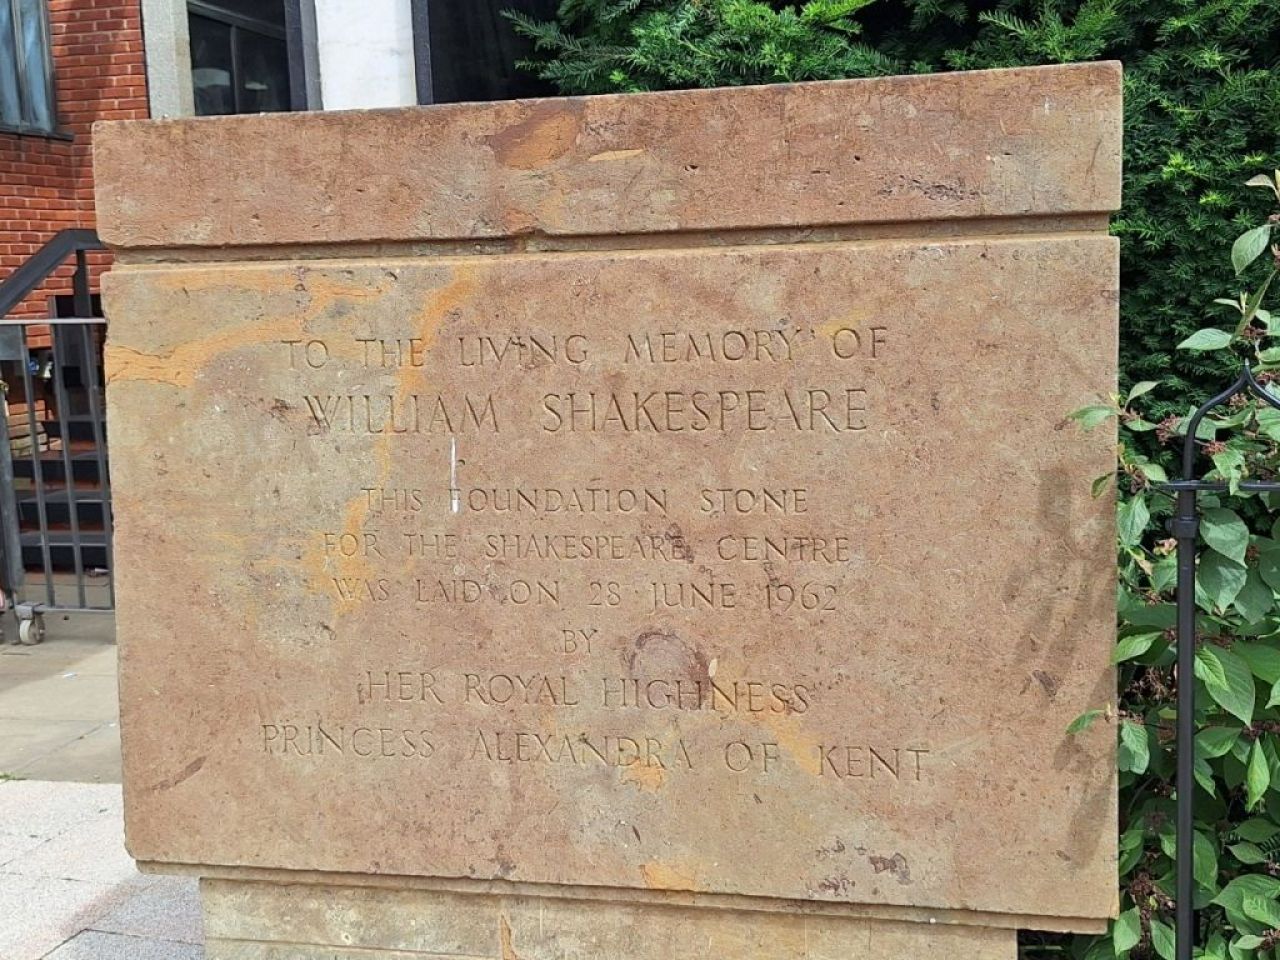 TO THE LIVING MEMORY OF
WILLIAM SHAKESPEARE
THIS FOUNDATION STONE
FOR THE SHAKESPEARE CENTRE
WAS LAID ON 28 JUNE 1962
BY
HER ROYAL HIGHNESS
PRINCESS ALEXANDRA OF KENT